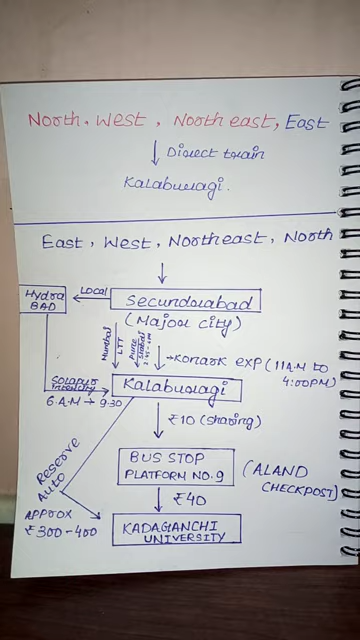 North, West, North east, East
Direct train
Kalaburagi.
East, West, Northeast, North
Hydra
BAD
Local
Secunderabad
(Major city)
Mumbai
LTT
Konark exp (11 A.M to
4:00PM)
Kalaburagi
6 A.M → 9:30
₹10 (sharing)
Reserve
Auto
BUS STOP
PLATFORM NO.9
(ALAND
CHECKPOST)
₹40
APPROX
₹300-400
KADAGANCHI
UNIVERSITY